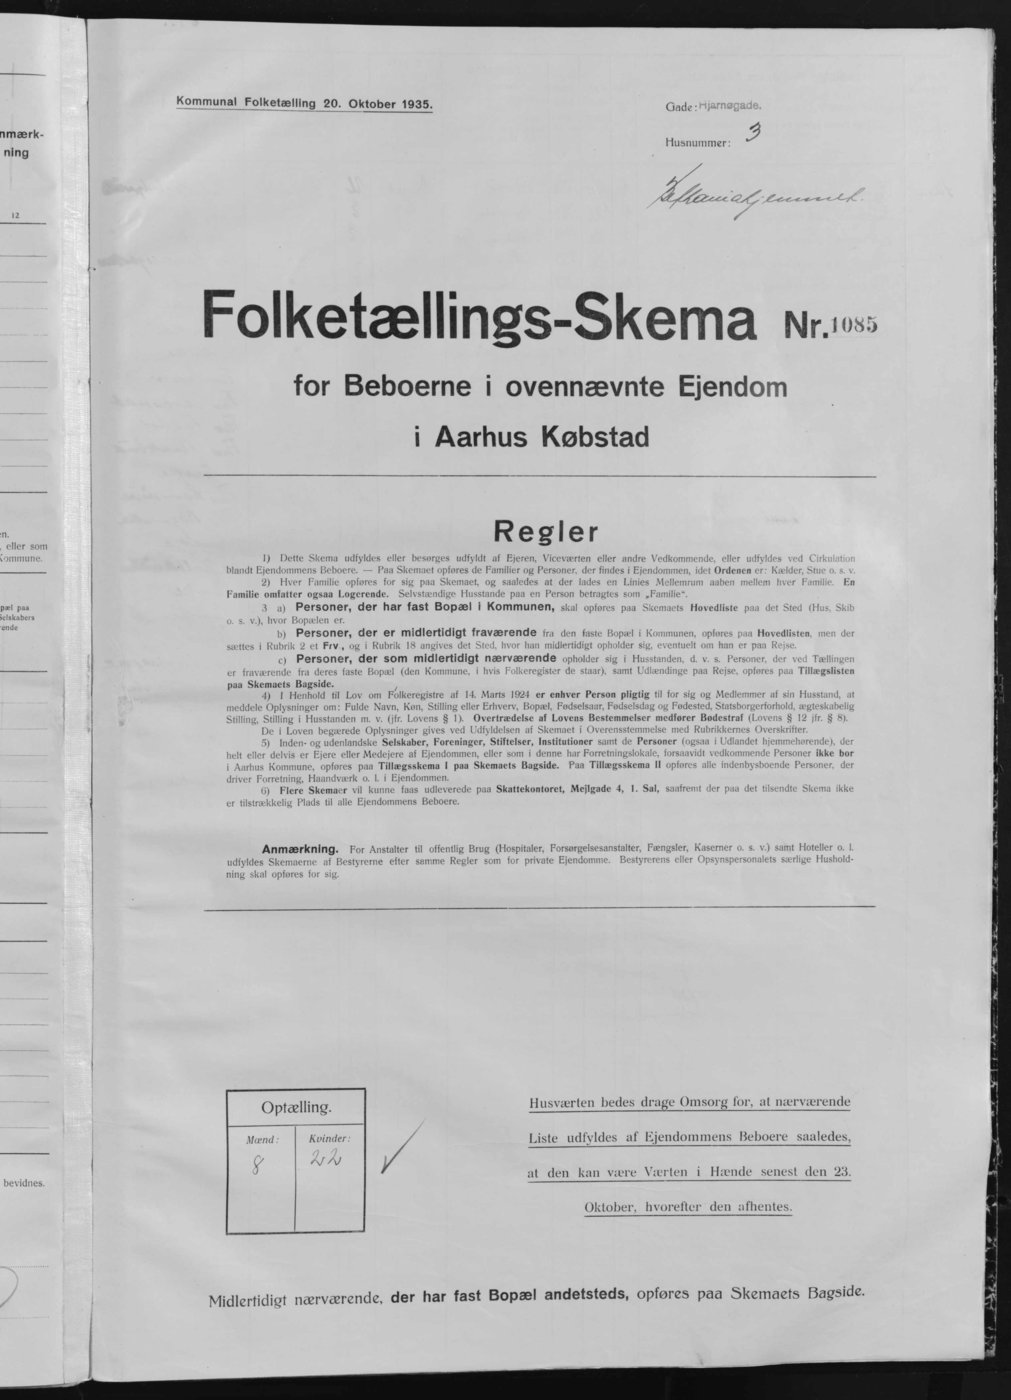 nmærk-
ning
12
en.
, eller som
Kommune.
pæl paa
Selskabers
rende
bevidnes.
Kommunal Folketælling 20. Oktober 1935.
Gade: Hjarnøgade.
Husnummer: 3
Bethaniahjemmet.
Folketællings-Skema Nr. 1085
for Beboerne i ovennævnte Ejendom
i Aarhus Købstad
Regler
1) Dette Skema udfyldes eller besørges udfyldt af Ejeren, Viceværten eller andre Vedkommende, eller udfyldes ved Cirkulation
blandt Ejendommens Beboere. — Paa Skemaet opføres de Familier og Personer, der findes i Ejendommen, idet Ordenen er: Kælder, Stue o. s. v.
2) Hver Familie opføres for sig paa Skemaet, og saaledes at der lades en Linies Mellemrum aaben mellem hver Familie. En
Familie omfatter ogsaa Logerende. Selvstændige Husstande paa en Person betragtes som „Familie“.
3 a) Personer, der har fast Bopæl i Kommunen, skal opføres paa Skemaets Hovedliste paa det Sted (Hus, Skib
o. s. v.), hvor Bopælen er.
b) Personer, der er midlertidigt fraværende fra den faste Bopæl i Kommunen, opføres paa Hovedlisten, men der
sættes i Rubrik 2 et Frv., og i Rubrik 18 angives det Sted, hvor han midlertidigt opholder sig, eventuelt om han er paa Rejse.
c) Personer, der som midlertidigt nærværende opholder sig i Husstanden, d. v. s. Personer, der ved Tællingen
er fraværende fra deres faste Bopæl (den Kommune, i hvis Folkeregister de staar), samt Udlændinge paa Rejse, opføres paa Tillægslisten
paa Skemaets Bagside.
4) I Henhold til Lov om Folkeregistre af 14. Marts 1924 er enhver Person pligtig til for sig og Medlemmer af sin Husstand, at
meddele Oplysninger om: Fulde Navn, Køn, Stilling eller Erhverv, Bopæl, Fødselsaar, Fødselsdag og Fødested, Statsborgerforhold, ægteskabelig
Stilling, Stilling i Husstanden m. v. (jfr. Lovens § 1). Overtrædelse af Lovens Bestemmelser medfører Bødestraf (Lovens § 12 jfr. § 8).
De i Loven begærede Oplysninger gives ved Udfyldelsen af Skemaet i Overensstemmelse med Rubrikkernes Overskrifter.
5) Inden- og udenlandske Selskaber, Foreninger, Stiftelser, Institutioner samt de Personer (ogsaa i Udlandet hjemmehørende), der
helt eller delvis er Ejere eller Medejere af Ejendommen, eller som i denne har Forretningslokale, forsaavidt vedkommende Personer ikke bor
i Aarhus Kommune, opføres paa Tillægsskema I paa Skemaets Bagside. Paa Tillægsskema II opføres alle indenbysboende Personer, der
driver Forretning, Haandværk o. l. i Ejendommen.
6) Flere Skemaer vil kunne faas udleverede paa Skattekontoret, Mejlgade 4, 1. Sal, saafremt der paa det tilsendte Skema ikke
er tilstrækkelig Plads til alle Ejendommens Beboere.
Anmærkning. For Anstalter til offentlig Brug (Hospitaler, Forsørgelsesanstalter, Fængsler, Kaserner o. s. v.) samt Hoteller o. l.
udfyldes Skemaerne af Bestyrerne efter samme Regler som for private Ejendomme. Bestyrerens eller Opsynspersonalets særlige Hushold-
ning skal opføres for sig.
Optælling.
Mænd: Kvinder:
8 22
Husværten bedes drage Omsorg for, at nærværende
Liste udfyldes af Ejendommens Beboere saaledes,
at den kan være Værten i Hænde senest den 23.
Oktober, hvorefter den afhentes.
Midlertidigt nærværende, der har fast Bopæl andetsteds, opføres paa Skemaets Bagside.